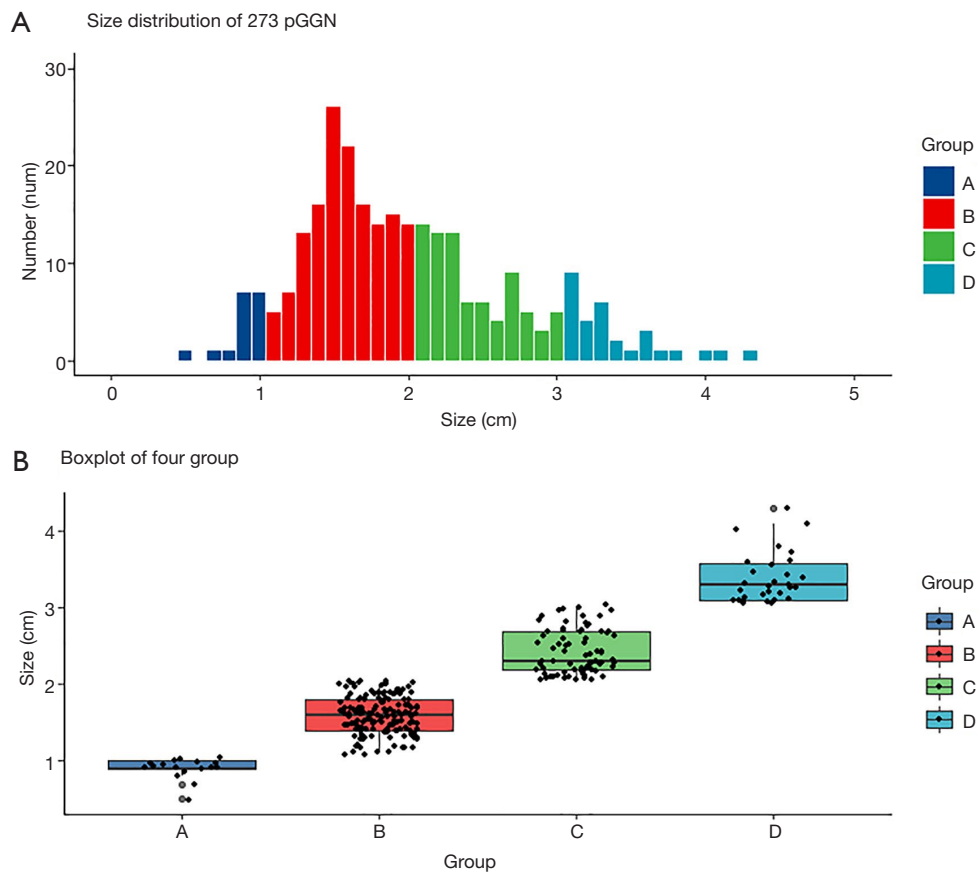 A
Size distribution of 273 pGGN
Number (num)
30
20
10
0
0 1 2 3 4 5
Size (cm)
Group
A
B
C
D
B
Boxplot of four group
Size (cm)
4
3
2
1
A B C D
Group
Group
A
B
C
D